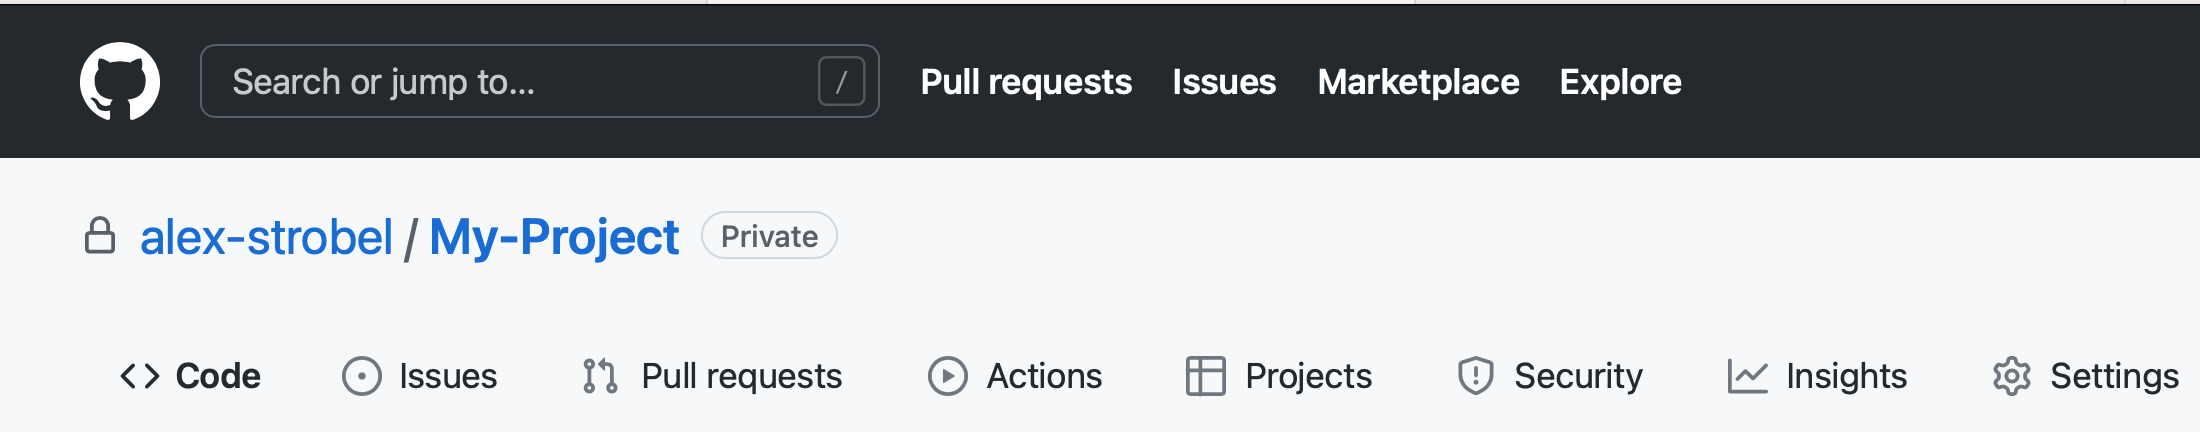 Search or jump to... / Pull requests Issues Marketplace Explore
alex-strobel / My-Project Private
Code Issues Pull requests Actions Projects Security Insights Settings